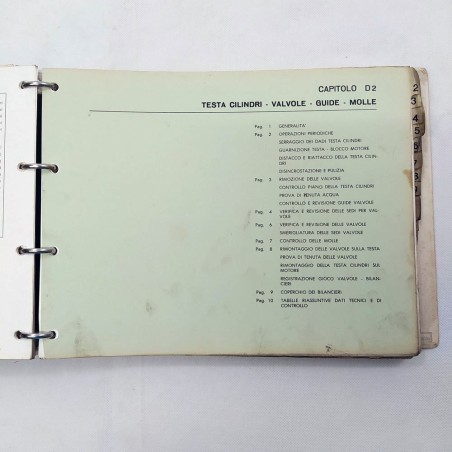 CAPITOLO D2
TESTA CILINDRI - VALVOLE - GUIDE - MOLLE
Pag. 1 GENERALITA'
Pag. 2 OPERAZIONI PERIODICHE
SERRAGGIO DEI DADI TESTA CILINDRI
GUARNIZIONE TESTA - BLOCCO MOTORE
DISTACCO E RIATTACCO DELLA TESTA CILIN-
DRI
DISINCROSTAZIONE E PULIZIA
Pag. 3 RIMOZIONE DELLE VALVOLE
CONTROLLO PIANO DELLA TESTA CILINDRI
PROVA DI TENUTA ACQUA
CONTROLLO E REVISIONE GUIDE VALVOLE
Pag. 4 VERIFICA E REVISIONE DELLE SEDI PER VAL-
VOLE
Pag. 6 VERIFICA E REVISIONE DELLE VALVOLE
SMERIGLIATURA DELLE SEDI VALVOLE
Pag. 7 CONTROLLO DELLE MOLLE
Pag. 8 RIMONTAGGIO DELLE VALVOLE SULLA TESTA
PROVA DI TENUTA DELLE VALVOLE
RIMONTAGGIO DELLA TESTA CILINDRI SUL
MOTORE
REGISTRAZIONE GIOCO VALVOLE - BILAN-
CIERI
Pag. 9 COPERCHIO DEI BILANCIERI
Pag. 10 TABELLE RIASSUNTIVE DATI TECNICI E DI
CONTROLLO
2
3
4
5